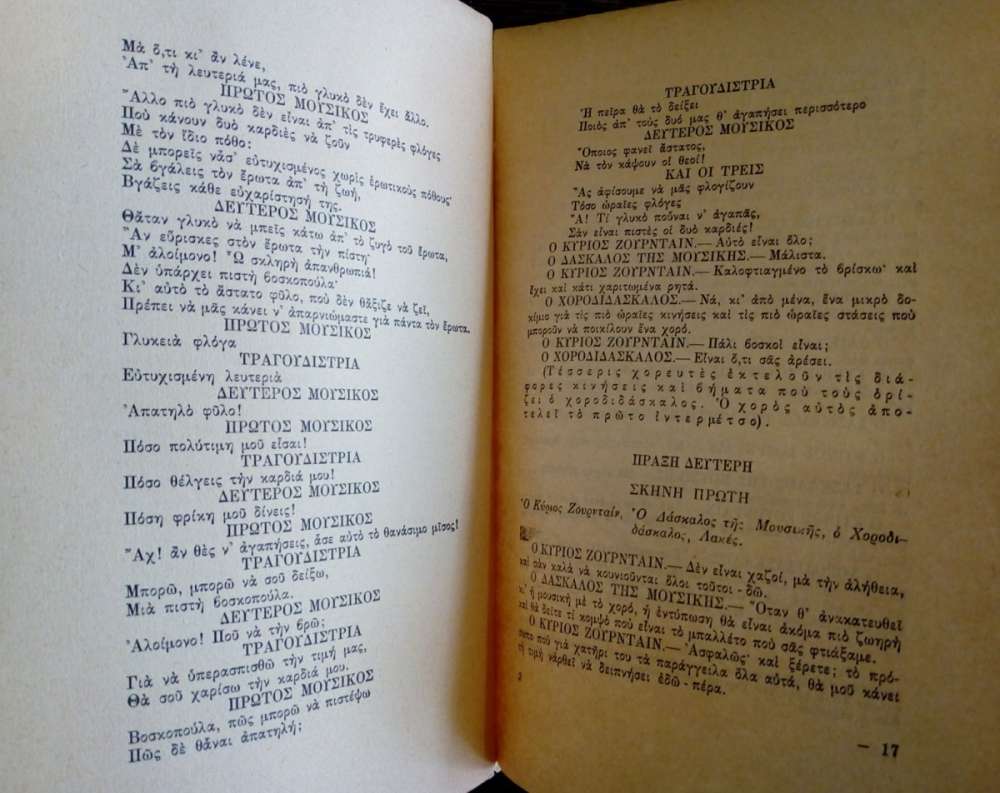 Μὰ ὅ,τι κι' ἂν λένε,
Ἀπ' τὴ λευτεριά μας, πιὸ γλυκὸ δὲν ἔχει ἄλλο.
ΠΡΩΤΟΣ ΜΟΥΣΙΚΟΣ
Ἄλλο πιὸ γλυκὸ δὲν εἶναι ἀπ' τὶς τρυφερὲς φλόγες
Ποὺ κάνουν δυὸ καρδιὲς νὰ ζοῦν
Μὲ τὸν ἴδιο πόθο:
Δὲ μπορεῖς νἆσ' εὐτυχισμένος χωρὶς ἐρωτικοὺς πόθους·
Σὰ βγάλεις τὸν ἔρωτα ἀπ' τὴ ζωή,
Βγάζεις κάθε εὐχαρίστησή της.
ΔΕΥΤΕΡΟΣ ΜΟΥΣΙΚΟΣ
Θἄταν γλυκὸ νὰ μπεῖς κάτω ἀπ' τὸ ζυγὸ τοῦ ἔρωτα,
Ἂν εὕρισκες στὸν ἔρωτα τὴν πίστη·
Μ' ἀλοίμονο! Ὢ σκληρὴ ἀπανθρωπιά!
Δὲν ὑπάρχει πιστὴ βοσκοπούλα·
Κι' αὐτὸ τὸ ἄστατο φῦλο, ποὺ δὲν θἄξιζε νὰ ζεῖ,
Πρέπει νὰ μᾶς κάνει ν' ἀπαρνιώμαστε γιὰ πάντα τὸν ἔρωτα.
ΠΡΩΤΟΣ ΜΟΥΣΙΚΟΣ
Γλυκειὰ φλόγα
ΤΡΑΓΟΥΔΙΣΤΡΙΑ
Εὐτυχισμένη λευτεριὰ
ΔΕΥΤΕΡΟΣ ΜΟΥΣΙΚΟΣ
Ἀπατηλὸ φῦλο!
ΠΡΩΤΟΣ ΜΟΥΣΙΚΟΣ
Πόσο πολύτιμη μοῦ εἶσαι!
ΤΡΑΓΟΥΔΙΣΤΡΙΑ
Πόσο θέλγεις τὴν καρδιά μου!
ΔΕΥΤΕΡΟΣ ΜΟΥΣΙΚΟΣ
Πόση φρίκη μοῦ δίνεις!
ΠΡΩΤΟΣ ΜΟΥΣΙΚΟΣ
Ἄχ! ἂν θὲς ν' ἀγαπήσεις, ἄσε αὐτὸ τὸ θανάσιμο μῖσος!
ΤΡΑΓΟΥΔΙΣΤΡΙΑ
Μπορῶ, μπορῶ νὰ σοῦ δείξω,
Μιὰ πιστὴ βοσκοπούλα.
ΔΕΥΤΕΡΟΣ ΜΟΥΣΙΚΟΣ
Ἀλοίμονο! Ποῦ νὰ τὴν βρῶ;
ΤΡΑΓΟΥΔΙΣΤΡΙΑ
Γιὰ νὰ ὑπερασπισθῶ τὴν τιμή μας,
Θὰ σοῦ χαρίσω τὴν καρδιά μου.
ΠΡΩΤΟΣ ΜΟΥΣΙΚΟΣ
Βοσκοπούλα, πῶς μπορῶ νὰ πιστέψω
Πῶς δὲ θἆναι ἀπατηλή;
ΤΡΑΓΟΥΔΙΣΤΡΙΑ
Ἡ πεῖρα θὰ τὸ δείξει
Ποιὸς ἀπ' τοὺς δυό μας θ' ἀγαπήσει περισσότερο
ΔΕΥΤΕΡΟΣ ΜΟΥΣΙΚΟΣ
Ὅποιος φανεῖ ἄστατος,
Νὰ τὸν κάψουν οἱ θεοί!
ΚΑΙ ΟΙ ΤΡΕΙΣ
Ἂς ἀφίσουμε νὰ μᾶς φλογίζουν
Τόσο ὡραῖες φλόγες
Ἄ! Τί γλυκὸ ποὖναι ν' ἀγαπᾶς,
Σὰν εἶναι πιστὲς οἱ δυὸ καρδιές!
Ο ΚΥΡΙΟΣ ΖΟΥΡΝΤΑΙΝ.— Αὐτὸ εἶναι ὅλο;
Ο ΔΑΣΚΑΛΟΣ ΤΗΣ ΜΟΥΣΙΚΗΣ.— Μάλιστα.
Ο ΚΥΡΙΟΣ ΖΟΥΡΝΤΑΙΝ.— Καλοφτιαγμένο τὸ βρίσκω· καὶ
ἔχει καὶ κάτι χαριτωμένα ρητά.
Ο ΧΟΡΟΔΙΔΑΣΚΑΛΟΣ.— Νά, κι' ἀπὸ μένα, ἕνα μικρὸ δο-
κίμιο γιὰ τὶς πιὸ ὡραῖες κινήσεις καὶ τὶς πιὸ ὡραῖες στάσεις ποὺ
μποροῦν νὰ ποικίλουν ἕνα χορό.
Ο ΚΥΡΙΟΣ ΖΟΥΡΝΤΑΙΝ.— Πάλι βοσκοὶ εἶναι;
Ο ΧΟΡΟΔΙΔΑΣΚΑΛΟΣ.— Εἶναι ὅ,τι σᾶς ἀρέσει.
(Τέσσερις χορευτὲς ἐκτελοῦν τὶς διά-
φορες κινήσεις καὶ βήματα ποὺ τοὺς ὁρί-
ζει ὁ χοροδιδάσκαλος. Ὁ χορὸς αὐτὸς ἀπο-
τελεῖ τὸ πρῶτο ἰντερμέτσο).
ΠΡΑΞΗ ΔΕΥΤΕΡΗ
ΣΚΗΝΗ ΠΡΩΤΗ
Ὁ Κύριος Ζουρνταίν, Ὁ Δάσκαλος τῆς Μουσικῆς, ὁ Χοροδι-
δάσκαλος, Λακές.
Ο ΚΥΡΙΟΣ ΖΟΥΡΝΤΑΙΝ.— Δὲν εἶναι χαζοί, μὰ τὴν ἀλήθεια,
καὶ σὰν καλὰ νὰ κουνιοῦνται ὅλοι τοῦτοι - δῶ.
Ο ΔΑΣΚΑΛΟΣ ΤΗΣ ΜΟΥΣΙΚΗΣ.— Ὅταν θ' ἀνακατευθεῖ
κι' ἡ μουσικὴ μὲ τὸ χορό, ἡ ἐντύπωση θὰ εἶναι ἀκόμα πιὸ ζωηρὴ
καὶ θὰ δεῖτε τί κομψὸ ποὺ εἶναι τὸ μπαλλέτο ποὺ σᾶς φτιάξαμε.
Ο ΚΥΡΙΟΣ ΖΟΥΡΝΤΑΙΝ.— Ἀσφαλῶς· καὶ ξέρετε; τὸ πρό-
σωπο ποὺ γιὰ χατήρι του τὰ παράγγειλα ὅλα αὐτά, θὰ μοῦ κάνει
τὴ τιμὴ νἀρθεῖ νὰ δειπνήσει ἐδῶ - πέρα.
2
— 17